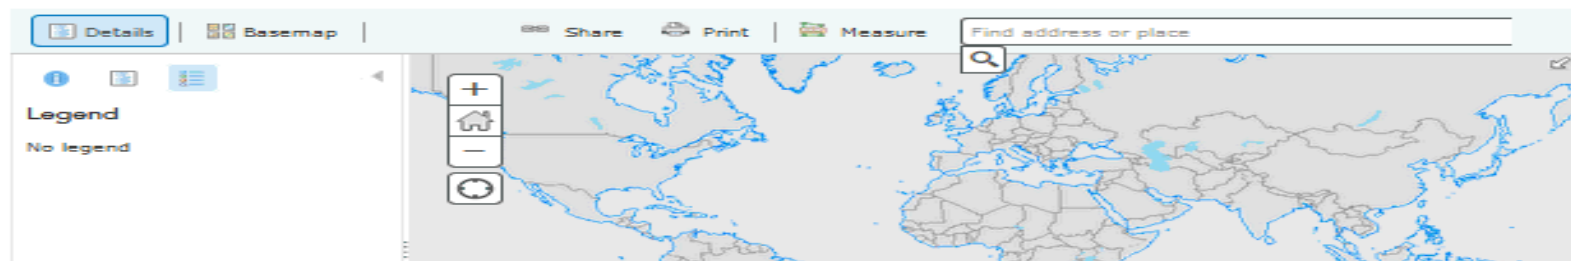 Details | Basemap | Share Print | Measure Find address or place
Legend
No legend